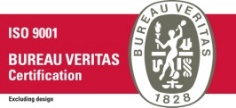 ISO 9001
BUREAU VERITAS
Certification
Excluding design
BUREAU VERITAS
1828